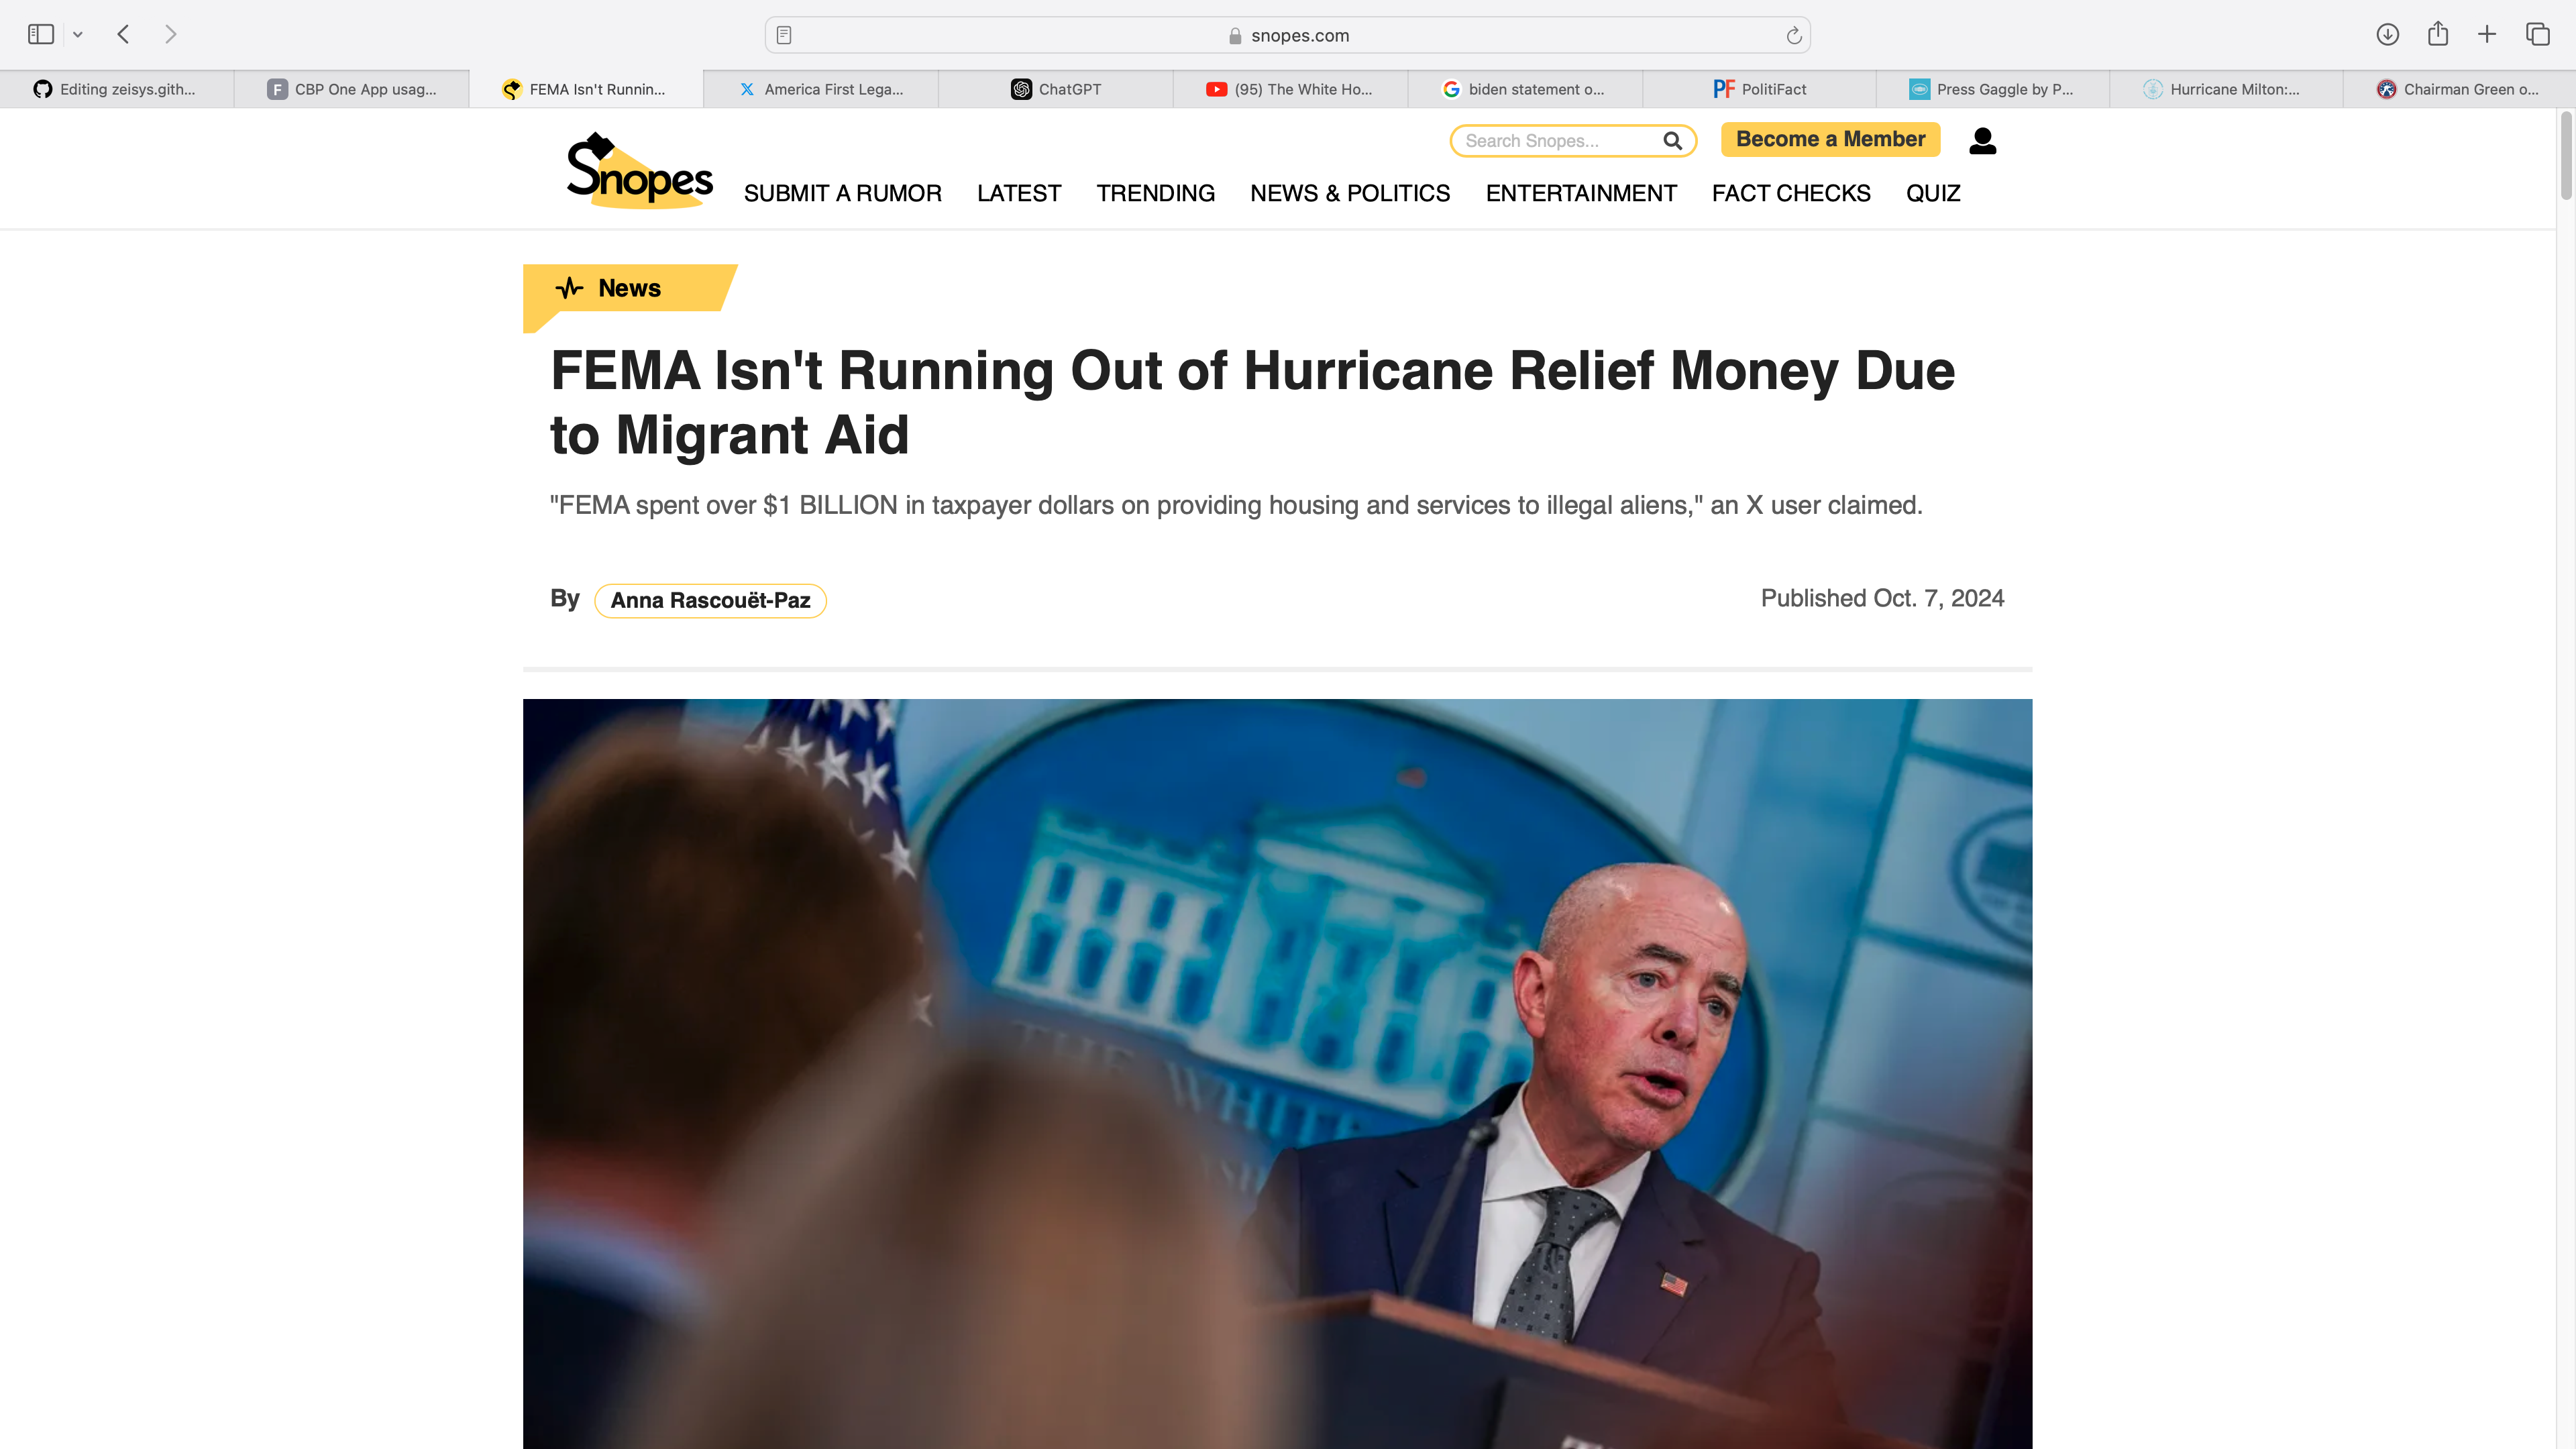 snopes.com
Editing zeisys.gith...
CBP One App usag...
FEMA Isn't Runnin...
America First Lega...
ChatGPT
(95) The White Ho...
biden statement o...
PolitiFact
Press Gaggle by P...
Hurricane Milton:...
Chairman Green o...
Snopes
Search Snopes...
Become a Member
SUBMIT A RUMOR
LATEST
TRENDING
NEWS & POLITICS
ENTERTAINMENT
FACT CHECKS
QUIZ
News
FEMA Isn't Running Out of Hurricane Relief Money Due
to Migrant Aid
"FEMA spent over $1 BILLION in taxpayer dollars on providing housing and services to illegal aliens," an X user claimed.
By Anna Rascouët-Paz
Published Oct. 7, 2024
THE WHIT